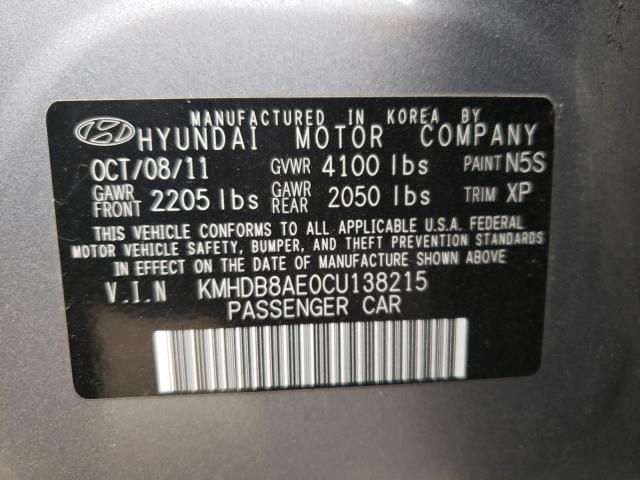 MANUFACTURED IN KOREA BY
HYUNDAI MOTOR COMPANY
OCT/08/11 GVWR 4100 lbs PAINT N5S
GAWR FRONT 2205 lbs GAWR REAR 2050 lbs TRIM XP
THIS VEHICLE CONFORMS TO ALL APPLICABLE U.S.A. FEDERAL
MOTOR VEHICLE SAFETY, BUMPER, AND THEFT PREVENTION STANDARDS
IN EFFECT ON THE DATE OF MANUFACTURE SHOWN ABOVE.
V.I.N KMHDB8AE0CU138215
PASSENGER CAR